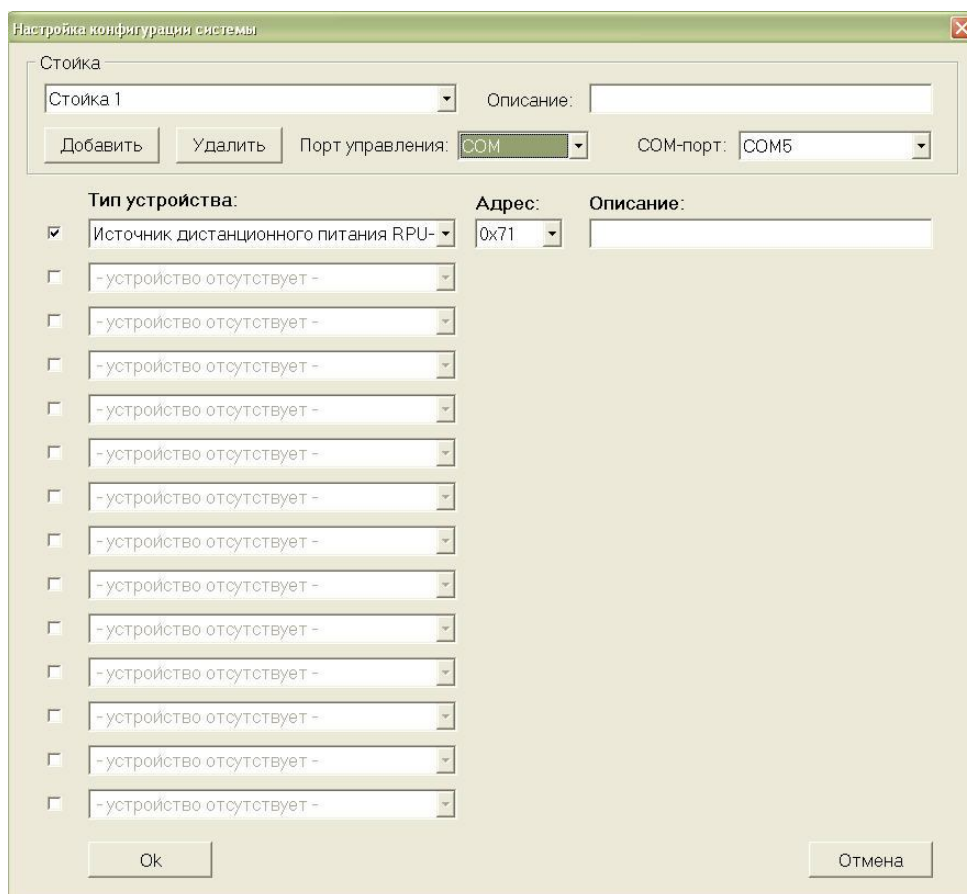 Настройка конфигурации системы
Стойка
Стойка 1 Описание:
Добавить Удалить Порт управления: COM COM-порт: COM5
Тип устройства: Адрес: Описание:
Источник дистанционного питания RPU- 0x71
- устройство отсутствует -
- устройство отсутствует -
- устройство отсутствует -
- устройство отсутствует -
- устройство отсутствует -
- устройство отсутствует -
- устройство отсутствует -
- устройство отсутствует -
- устройство отсутствует -
- устройство отсутствует -
- устройство отсутствует -
- устройство отсутствует -
- устройство отсутствует -
Ok Отмена